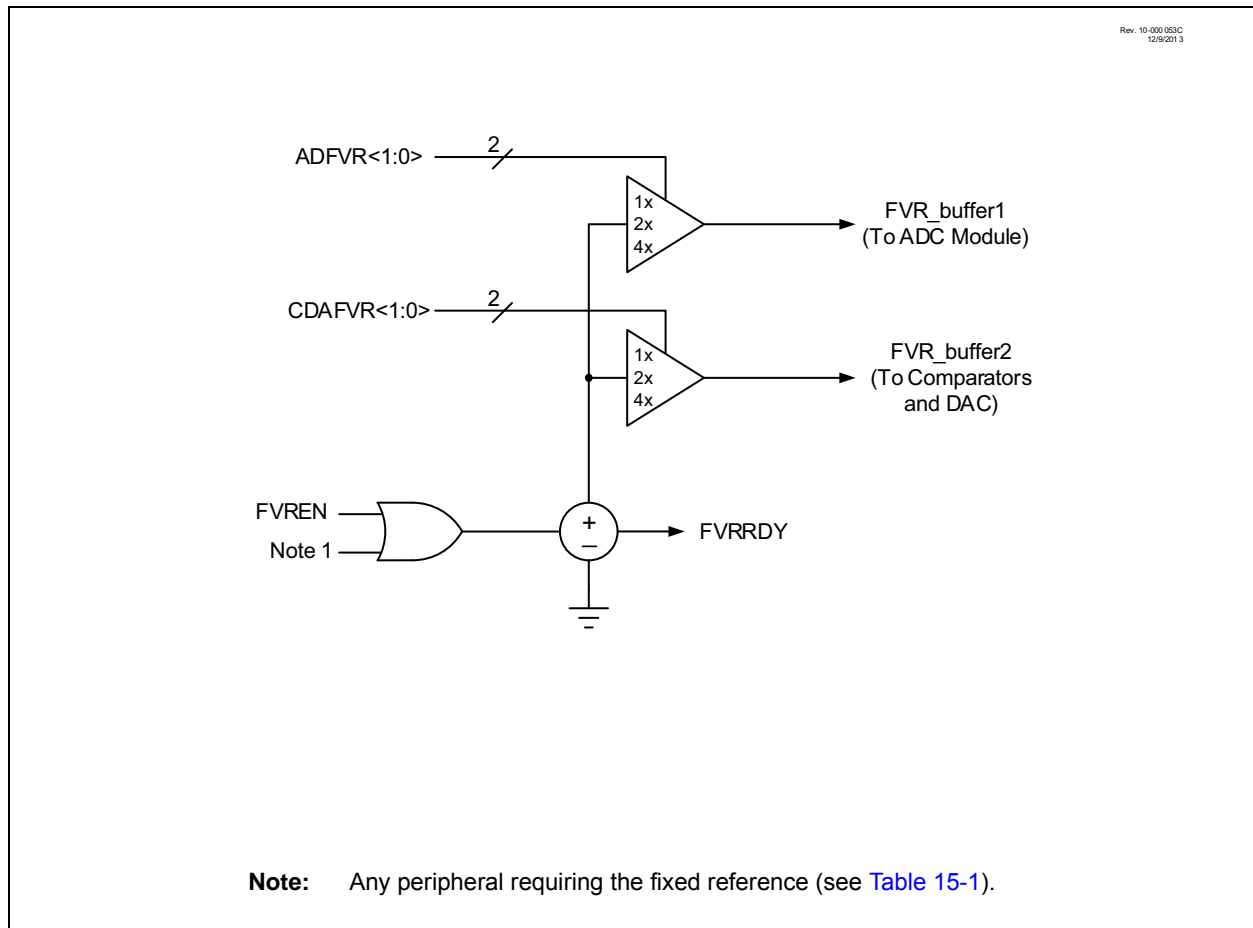 Rev. 10-000 053C
12/9/201 3
ADFVR<1:0>
2
1x
2x
4x
FVR_buffer1
(To ADC Module)
CDAFVR<1:0>
2
1x
2x
4x
FVR_buffer2
(To Comparators
and DAC)
FVREN
Note 1
+
–
FVRRDY
Note: Any peripheral requiring the fixed reference (see Table 15-1).